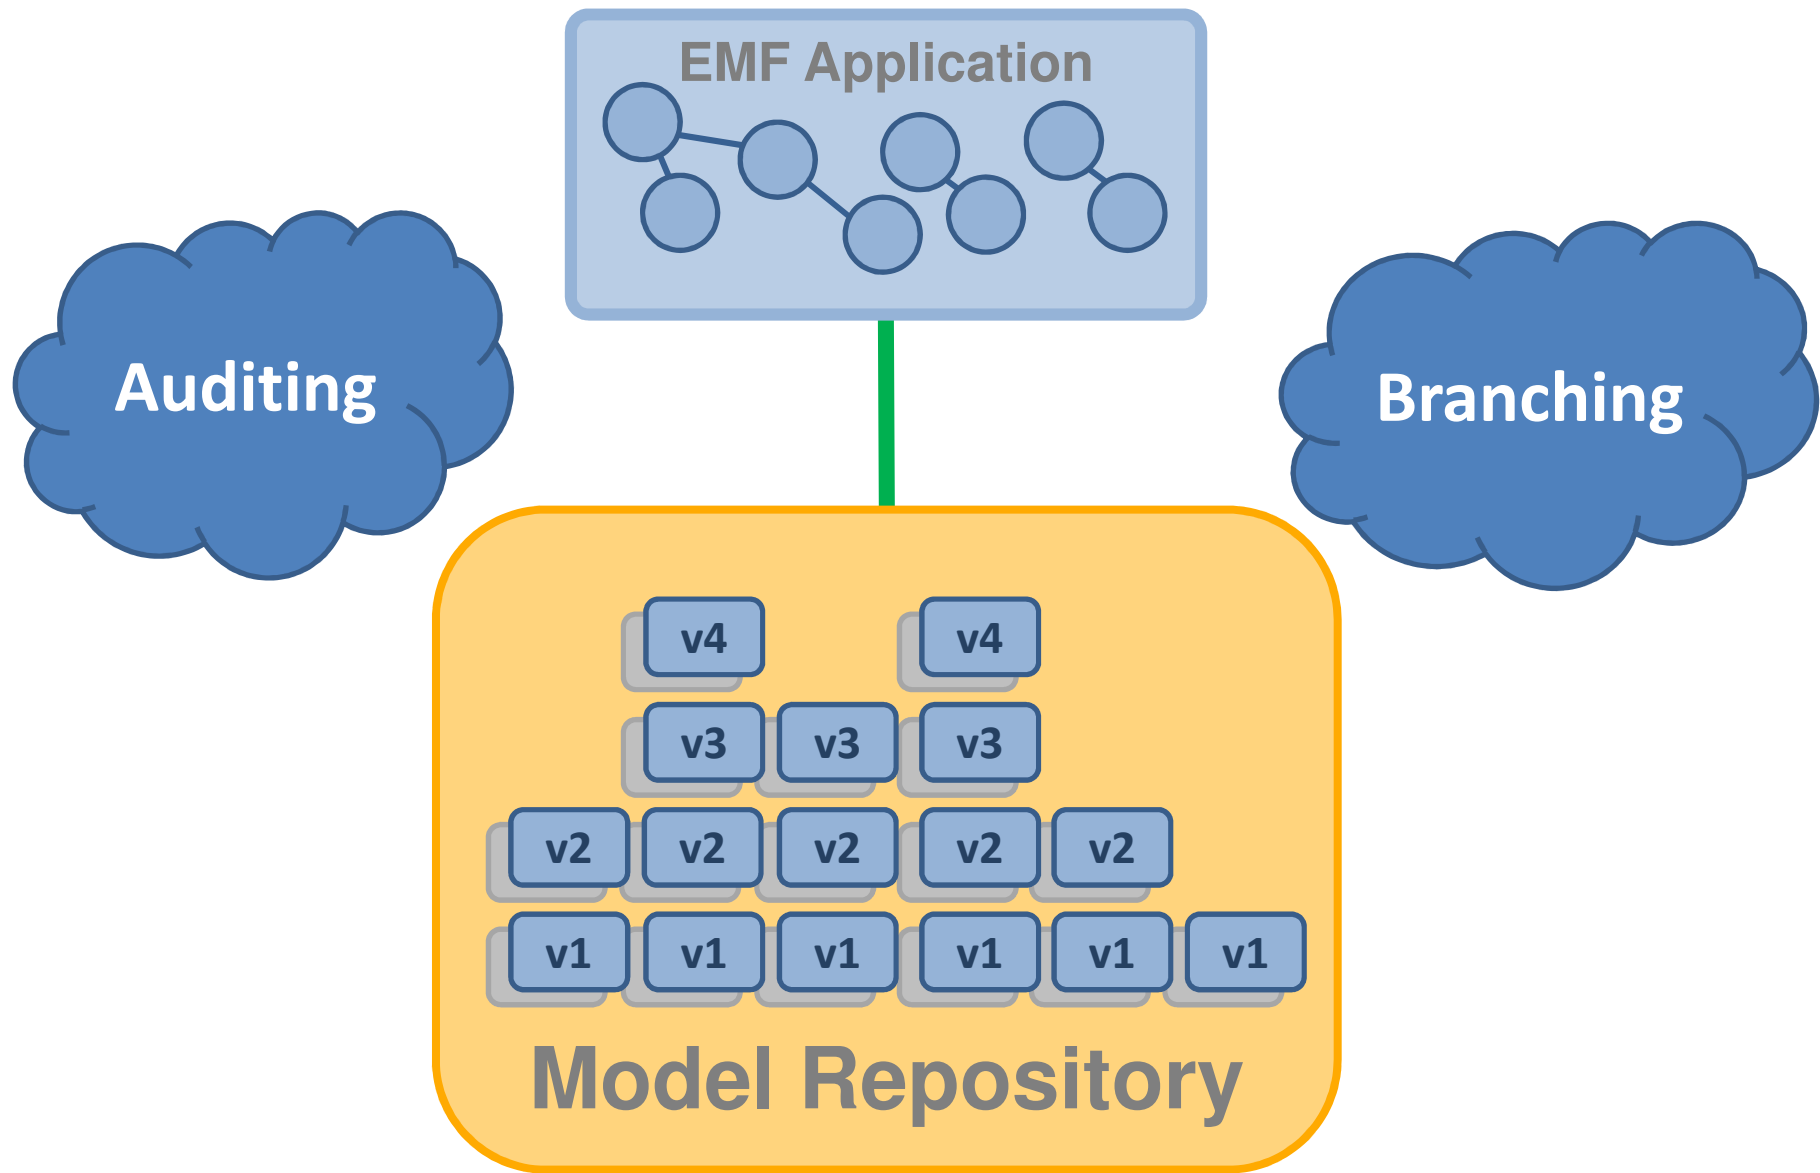 EMF Application
Auditing
Branching
v4 v4
v3 v3 v3
v2 v2 v2 v2 v2
v1 v1 v1 v1 v1 v1
Model Repository